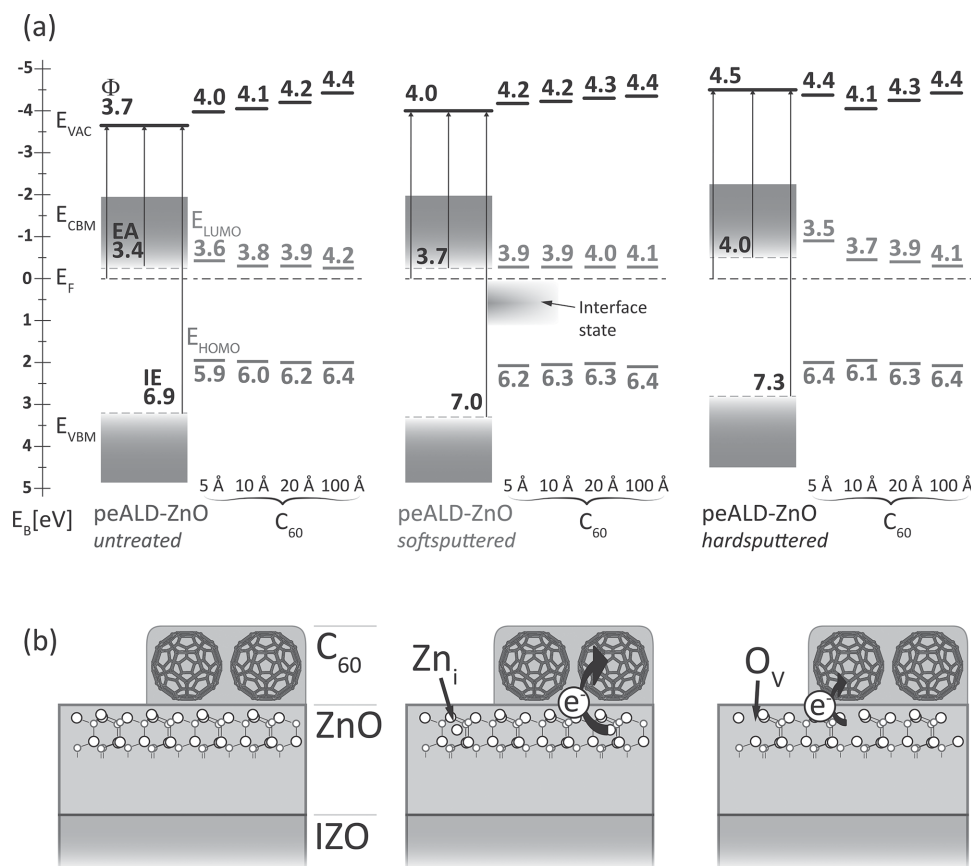 (a)
-5
-4
-3
-2
-1
0
1
2
3
4
5
E_B[eV]
E_VAC
E_CBM
E_F
E_VBM
Φ
3.7
4.0 4.1 4.2 4.4
EA
3.4
E_LUMO
3.6 3.8 3.9 4.2
E_HOMO
5.9 6.0 6.2 6.4
IE
6.9
5 Å 10 Å 20 Å 100 Å
peALD-ZnO
untreated
C_60
4.0
4.2 4.2 4.3 4.4
3.7
3.9 3.9 4.0 4.1
Interface
state
6.2 6.3 6.3 6.4
7.0
5 Å 10 Å 20 Å 100 Å
peALD-ZnO
softsputtered
C_60
4.5
4.4 4.1 4.3 4.4
4.0
3.5 3.7 3.9 4.1
6.4 6.1 6.3 6.4
7.3
5 Å 10 Å 20 Å 100 Å
peALD-ZnO
hardsputtered
C_60
(b)
C_60
ZnO
IZO
Zn_i
e^-
O_V
e^-